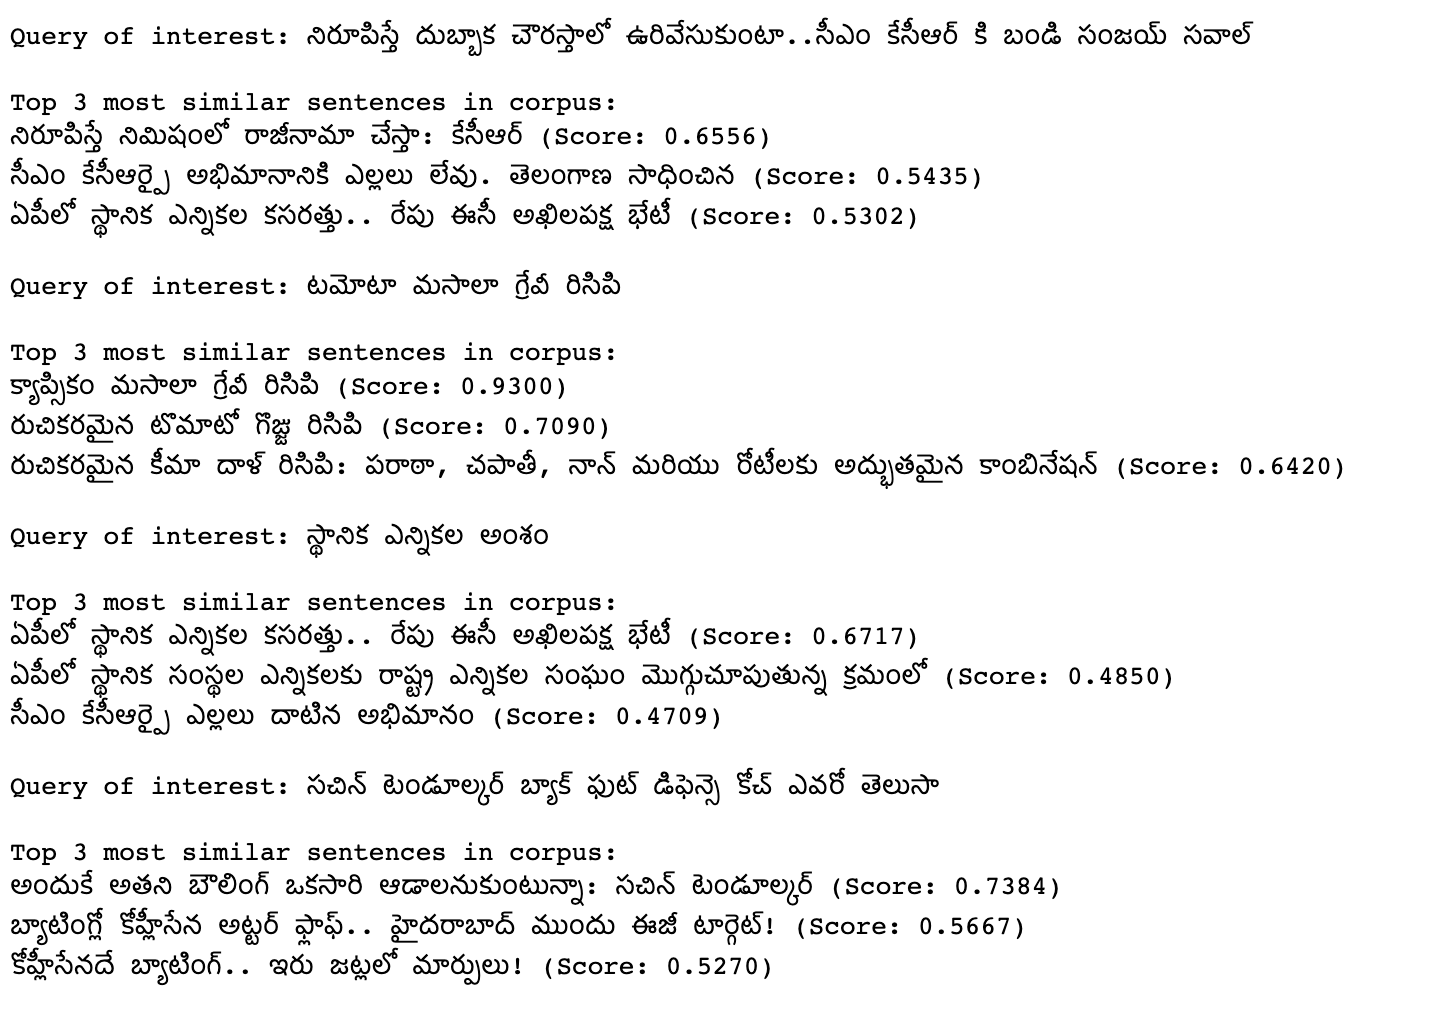 Query of interest: నిరూపిస్తే దుబ్బాక చౌరస్తాలో ఉరివేసుకుంటా..సీఎం కేసీఆర్ కి బండి సంజయ్ సవాల్
Top 3 most similar sentences in corpus:
నిరూపిస్తే నిమిషంలో రాజీనామా చేస్తా: కేసీఆర్ (Score: 0.6556)
సీఎం కేసీఆర్పై అభిమానానికి ఎల్లలు లేవు. తెలంగాణ సాధించిన (Score: 0.5435)
ఏపీలో స్థానిక ఎన్నికల కసరత్తు.. రేపు ఈసీ అఖిలపక్ష భేటీ (Score: 0.5302)
Query of interest: టమోటా మసాలా గ్రేవీ రిసిపి
Top 3 most similar sentences in corpus:
క్యాప్సికం మసాలా గ్రేవీ రిసిపి (Score: 0.9300)
రుచికరమైన టొమాటో గొజ్జు రిసిపి (Score: 0.7090)
రుచికరమైన కీమా దాళ్ రిసిపి: పరాఠా, చపాతీ, నాన్ మరియు రోటీలకు అద్భుతమైన కాంబినేషన్ (Score: 0.6420)
Query of interest: స్థానిక ఎన్నికల అంశం
Top 3 most similar sentences in corpus:
ఏపీలో స్థానిక ఎన్నికల కసరత్తు.. రేపు ఈసీ అఖిలపక్ష భేటీ (Score: 0.6717)
ఏపీలో స్థానిక సంస్థల ఎన్నికలకు రాష్ట్ర ఎన్నికల సంఘం మొగ్గుచూపుతున్న క్రమంలో (Score: 0.4850)
సీఎం కేసీఆర్పై ఎల్లలు దాటిన అభిమానం (Score: 0.4709)
Query of interest: సచిన్ టెండూల్కర్ బ్యాక్ ఫుట్ డిఫెన్సె కోచ్ ఎవరో తెలుసా
Top 3 most similar sentences in corpus:
అందుకే అతని బౌలింగ్ ఒకసారి ఆడాలనుకుంటున్నా: సచిన్ టెండూల్కర్ (Score: 0.7384)
బ్యాటింగ్లో కోహ్లీసేన అట్టర్ ఫ్లాఫ్.. హైదరాబాద్ ముందు ఈజీ టార్గెట్! (Score: 0.5667)
కోహ్లీసేనదే బ్యాటింగ్.. ఇరు జట్లలో మార్పులు! (Score: 0.5270)